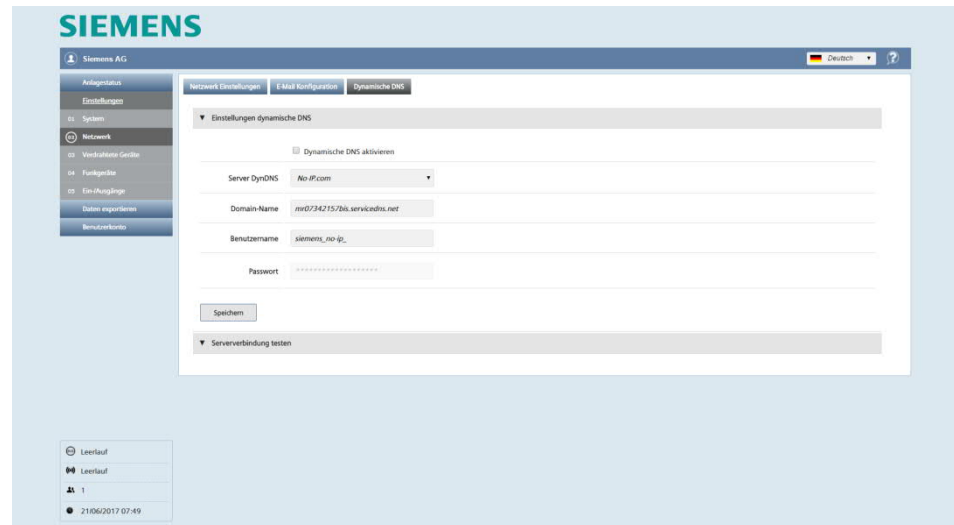 SIEMENS
Siemens AG
Deutsch
Anlagestatus
Einstellungen
01 System
02 Netzwerk
03 Verdrahtete Geräte
04 Funkgeräte
05 Ein-/Ausgänge
Daten exportieren
Benutzerkonto
Netzwerk Einstellungen
E-Mail Konfiguration
Dynamische DNS
Einstellungen dynamische DNS
Dynamische DNS aktivieren
Server DynDNS No-IP.com
Domain-Name mr07342157bis.servicedns.net
Benutzername siemens_no-ip_
Passwort ******************
Speichern
Serververbindung testen
Leerlauf
Leerlauf
1
21/06/2017 07:49